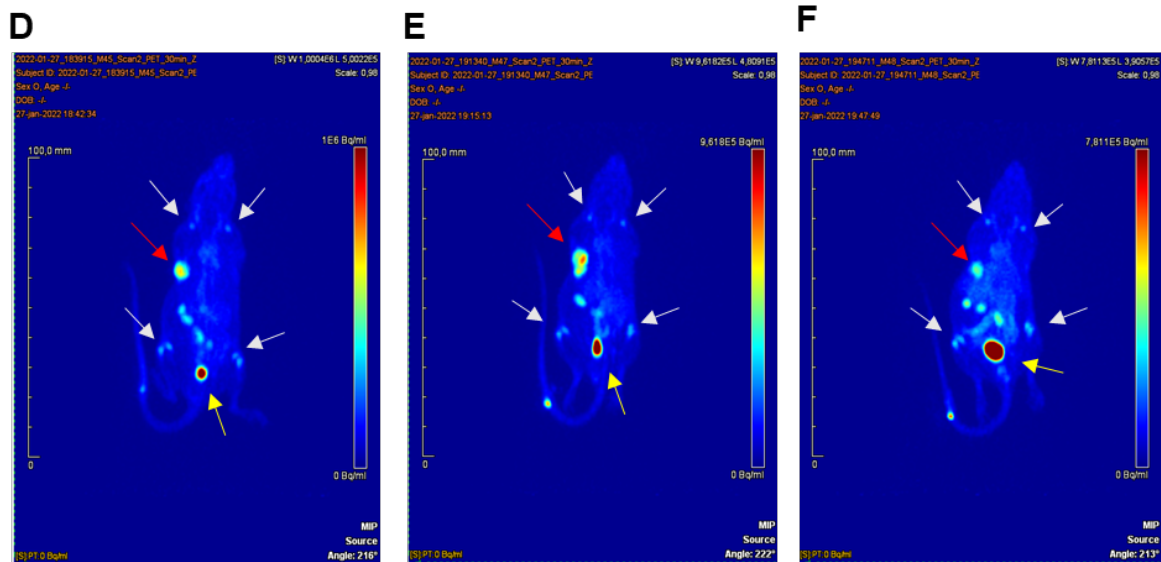 D
2022-01-27_183915_M45_Scan2_PET_30min_Z
[S] W 1,0004E6 L 5,0022E5
Subject ID: 2022-01-27_183915_M45_Scan2_PE
Scale: 0,98
Sex O, Age -/-
DOB: -/-
27-jan-2022 18:42:34
1E6 Bq/ml
100,0 mm
0
0 Bq/ml
MIP
Source
[S] PT:0 Bq/ml
Angle: 216°
E
2022-01-27_191340_M47_Scan2_PET_30min_Z
[S] W 9,6182E5 L 4,8091E5
Subject ID: 2022-01-27_191340_M47_Scan2_PE
Scale: 0,98
Sex O, Age -/-
DOB: -/-
27-jan-2022 19:15:13
9,618E5 Bq/ml
100,0 mm
0
0 Bq/ml
MIP
Source
[S] PT:0 Bq/ml
Angle: 222°
F
2022-01-27_194711_M48_Scan2_PET_30min_Z
[S] W 7,8113E5 L 3,9057E5
Subject ID: 2022-01-27_194711_M48_Scan2_PE
Scale: 0,98
Sex O, Age -/-
DOB: -/-
27-jan-2022 19:47:49
7,811E5 Bq/ml
100,0 mm
0
0 Bq/ml
MIP
Source
[S] PT:0 Bq/ml
Angle: 213°